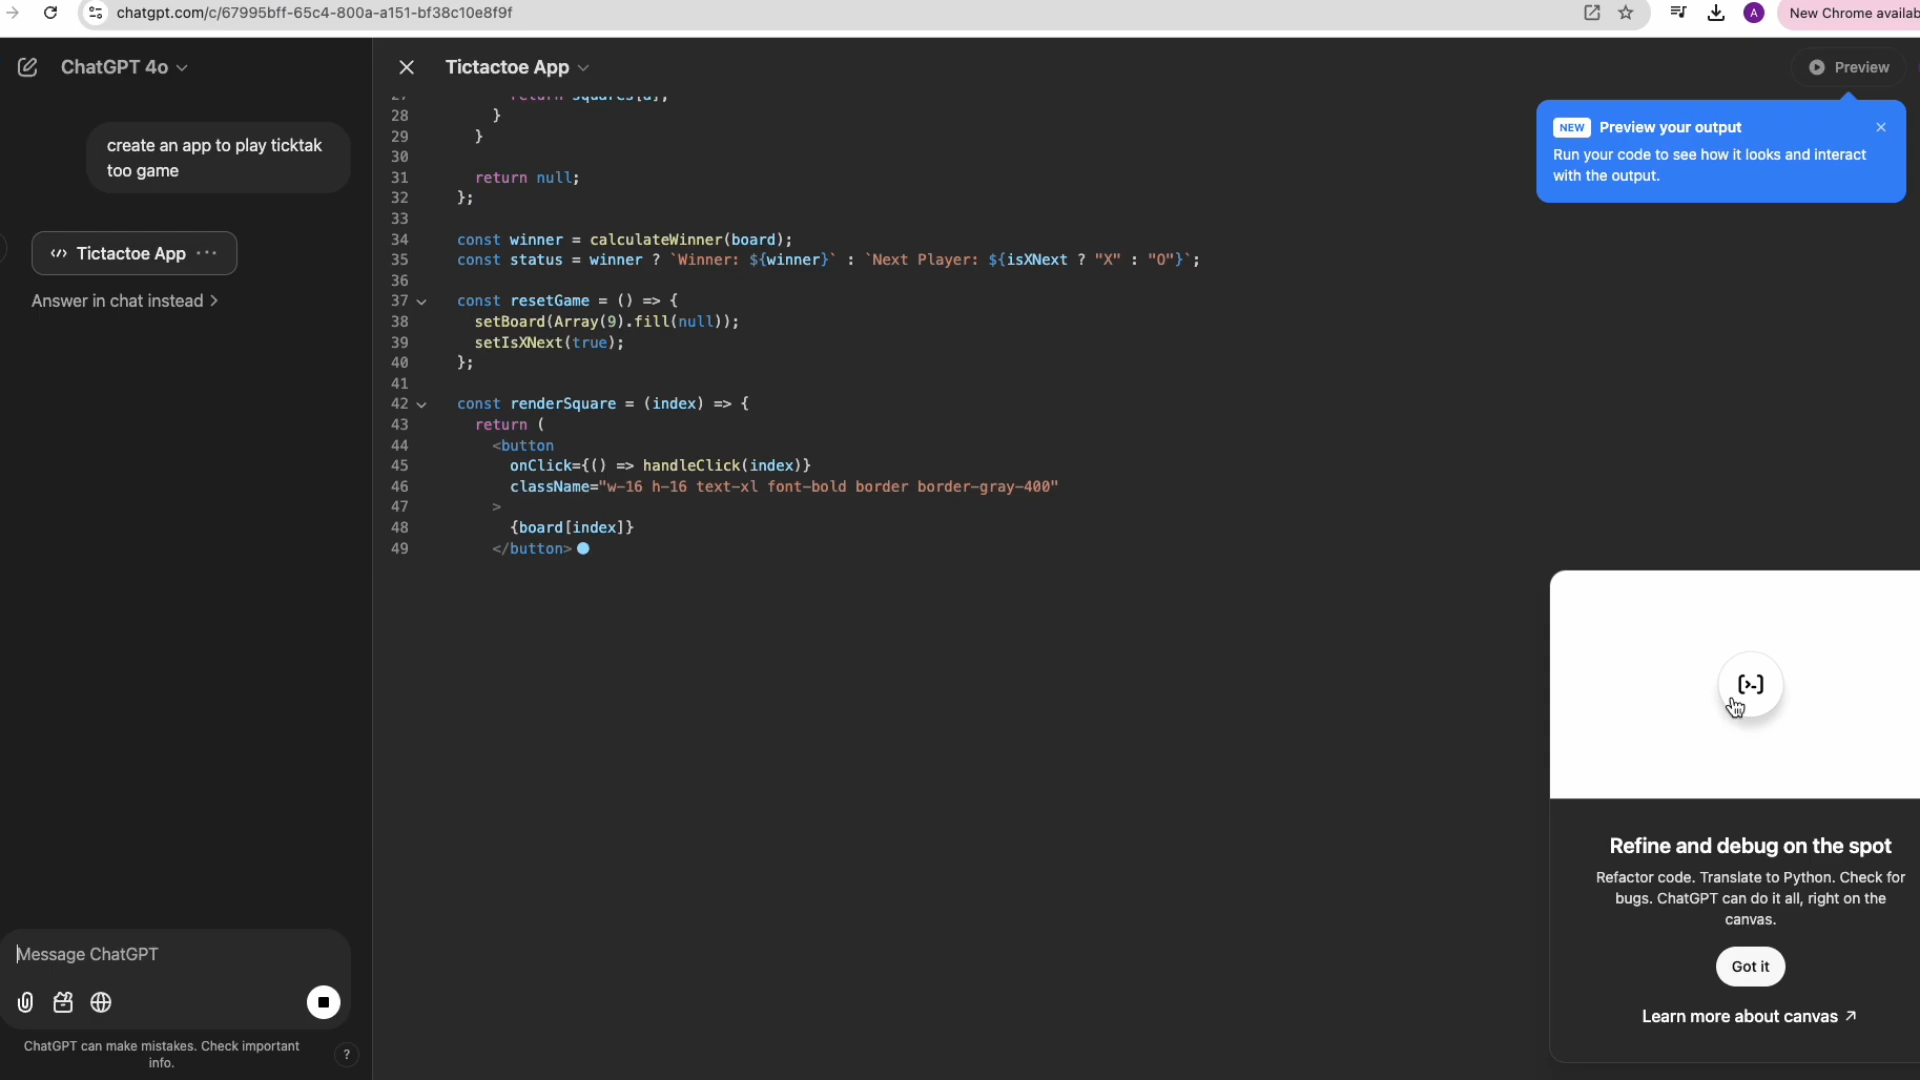 chatgpt.com/c/67995bff-65c4-800a-a151-bf38c10e8f9f
A
New Chrome availab
ChatGPT 4o
create an app to play ticktak
too game
Tictactoe App ...
Answer in chat instead >
Message ChatGPT
ChatGPT can make mistakes. Check important
info.
?
Tictactoe App
Preview
27 return squares[a];
28 }
29 }
30
31 return null;
32 };
33
34 const winner = calculateWinner(board);
35 const status = winner ? `Winner: ${winner}` : `Next Player: ${isXNext ? "X" : "O"}`;
36
37 const resetGame = () => {
38 setBoard(Array(9).fill(null));
39 setIsXNext(true);
40 };
41
42 const renderSquare = (index) => {
43 return (
44 <button
45 onClick={() => handleClick(index)}
46 className="w-16 h-16 text-xl font-bold border border-gray-400"
47 >
48 {board[index]}
49 </button>
NEW Preview your output
Run your code to see how it looks and interact
with the output.
Refine and debug on the spot
Refactor code. Translate to Python. Check for
bugs. ChatGPT can do it all, right on the
canvas.
Got it
Learn more about canvas ↗